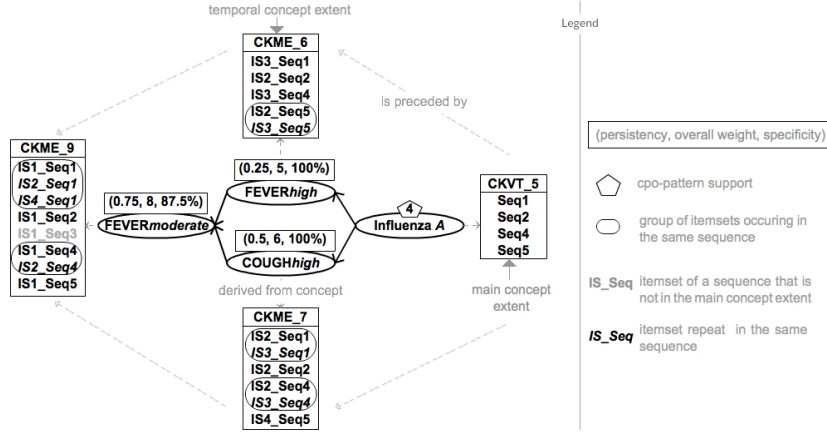 temporal concept extent
Legend
CKME_6
IS3_Seq1
IS2_Seq2
IS3_Seq4
IS2_Seq5
IS3_Seq5
is preceded by
(persistency, overall weight, specificity)
CKME_9
IS1_Seq1
IS2_Seq1
IS4_Seq1
IS1_Seq2
IS1_Seq3
IS1_Seq4
IS2_Seq4
IS1_Seq5
(0.25, 5, 100%)
FEVERhigh
(0.75, 8, 87.5%)
FEVERmoderate
(0.5, 6, 100%)
COUGHhigh
4
Influenza A
CKVT_5
Seq1
Seq2
Seq4
Seq5
cpo-pattern support
group of itemsets occuring in
the same sequence
derived from concept
main concept
extent
CKME_7
IS2_Seq1
IS3_Seq1
IS2_Seq2
IS2_Seq4
IS3_Seq4
IS4_Seq5
IS_Seq itemset of a sequence that is
not in the main concept extent
IS_Seq itemset repeat in the same
sequence